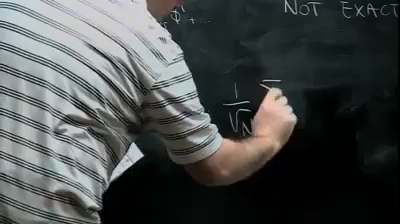 NOT EXACT
φ + ...
1
√N